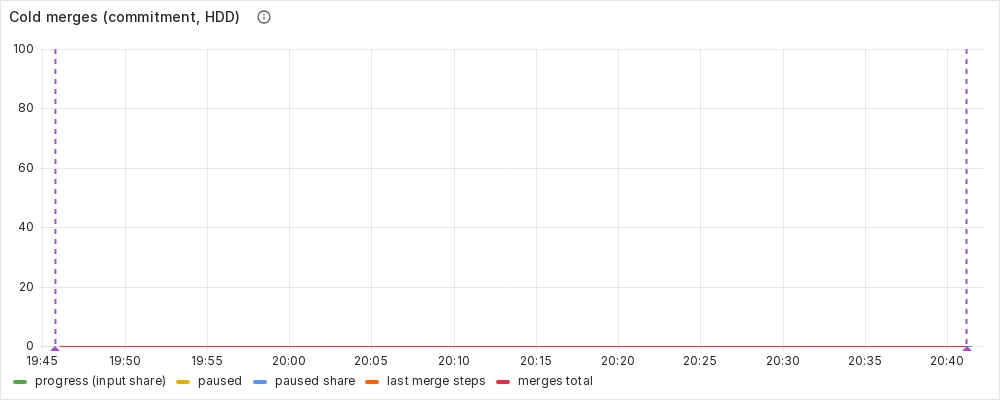 Cold merges (commitment, HDD)
100
80
60
40
20
0
19:45 19:50 19:55 20:00 20:05 20:10 20:15 20:20 20:25 20:30 20:35 20:40
progress (input share) paused paused share last merge steps merges total